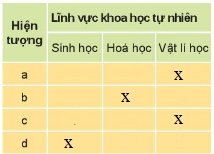 Hiện tượng Lĩnh vực khoa học tự nhiên
Sinh học Hoá học Vật lí học
a X
b X
c X
d X